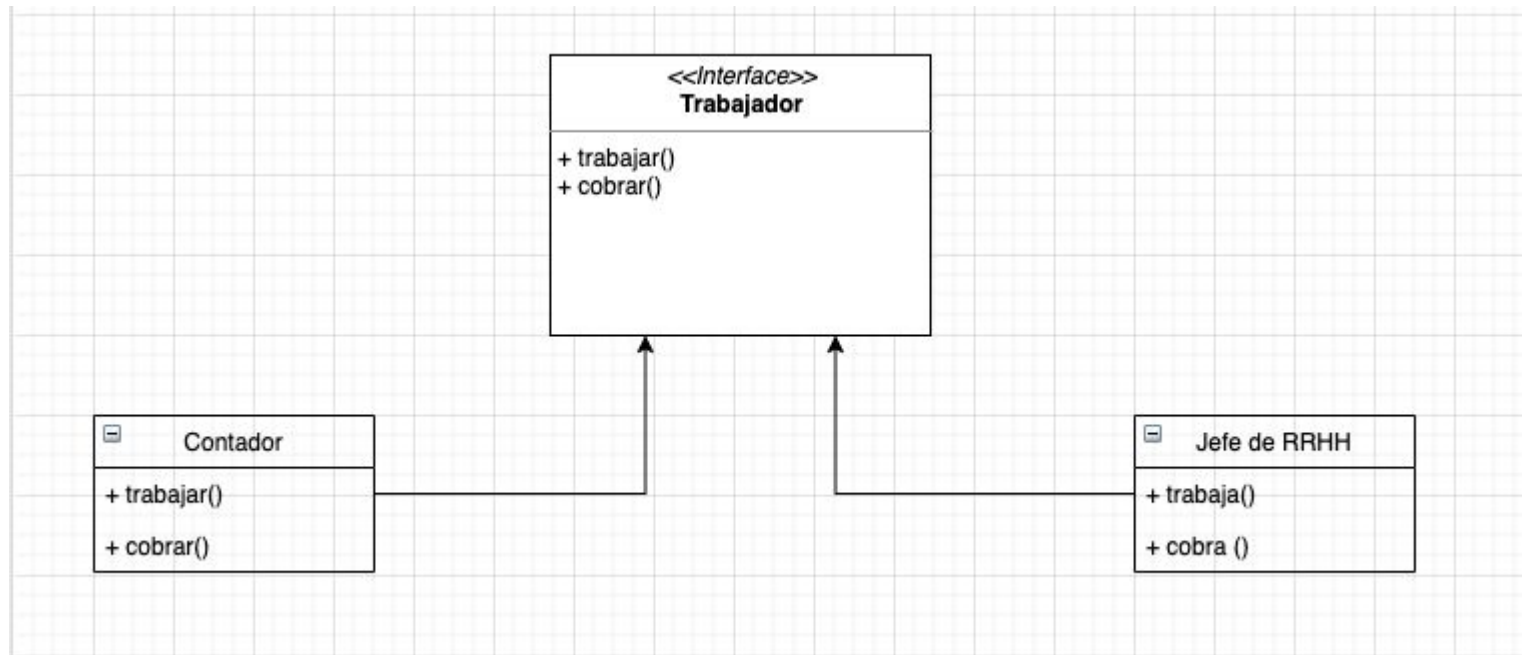 <<Interface>>
Trabajador
+ trabajar()
+ cobrar()
Contador
+ trabajar()
+ cobrar()
Jefe de RRHH
+ trabaja()
+ cobra ()